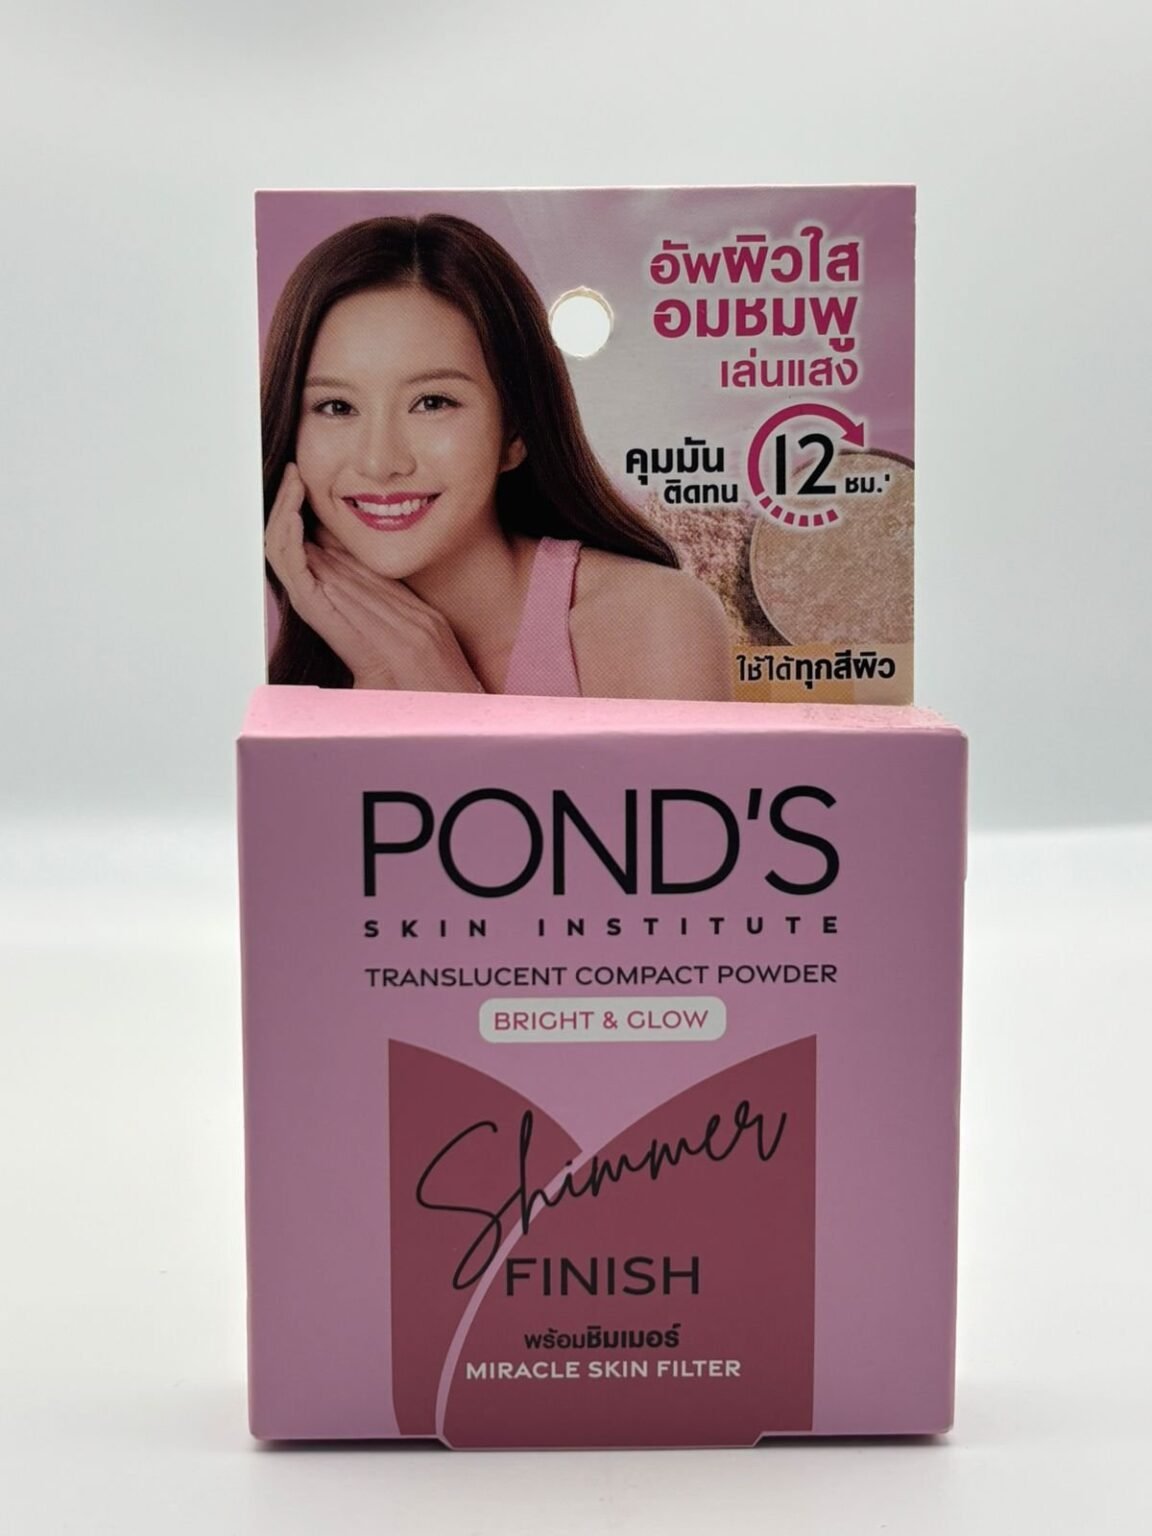 อัพผิวใส
อมชมพู
เล่นแสง
คุมมัน
ติดทน
12 ชม.'
ใช้ได้ทุกสีผิว
POND'S
SKIN INSTITUTE
TRANSLUCENT COMPACT POWDER
BRIGHT & GLOW
Shimmer
FINISH
พร้อมชิมเมอร์
MIRACLE SKIN FILTER